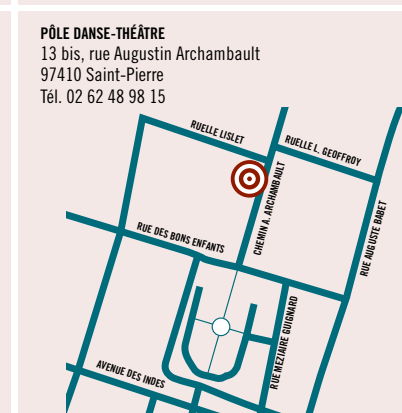 PÔLE DANSE-THÉÂTRE
13 bis, rue Augustin Archambault
97410 Saint-Pierre
Tél. 02 62 48 98 15
RUELLE LISLET
RUELLE L. GEOFFROY
CHEMIN A. ARCHAMBAULT
RUE AUGUSTE BABET
RUE DES BONS ENFANTS
RUE MEZIAIRE GUIGNARD
AVENUE DES INDES